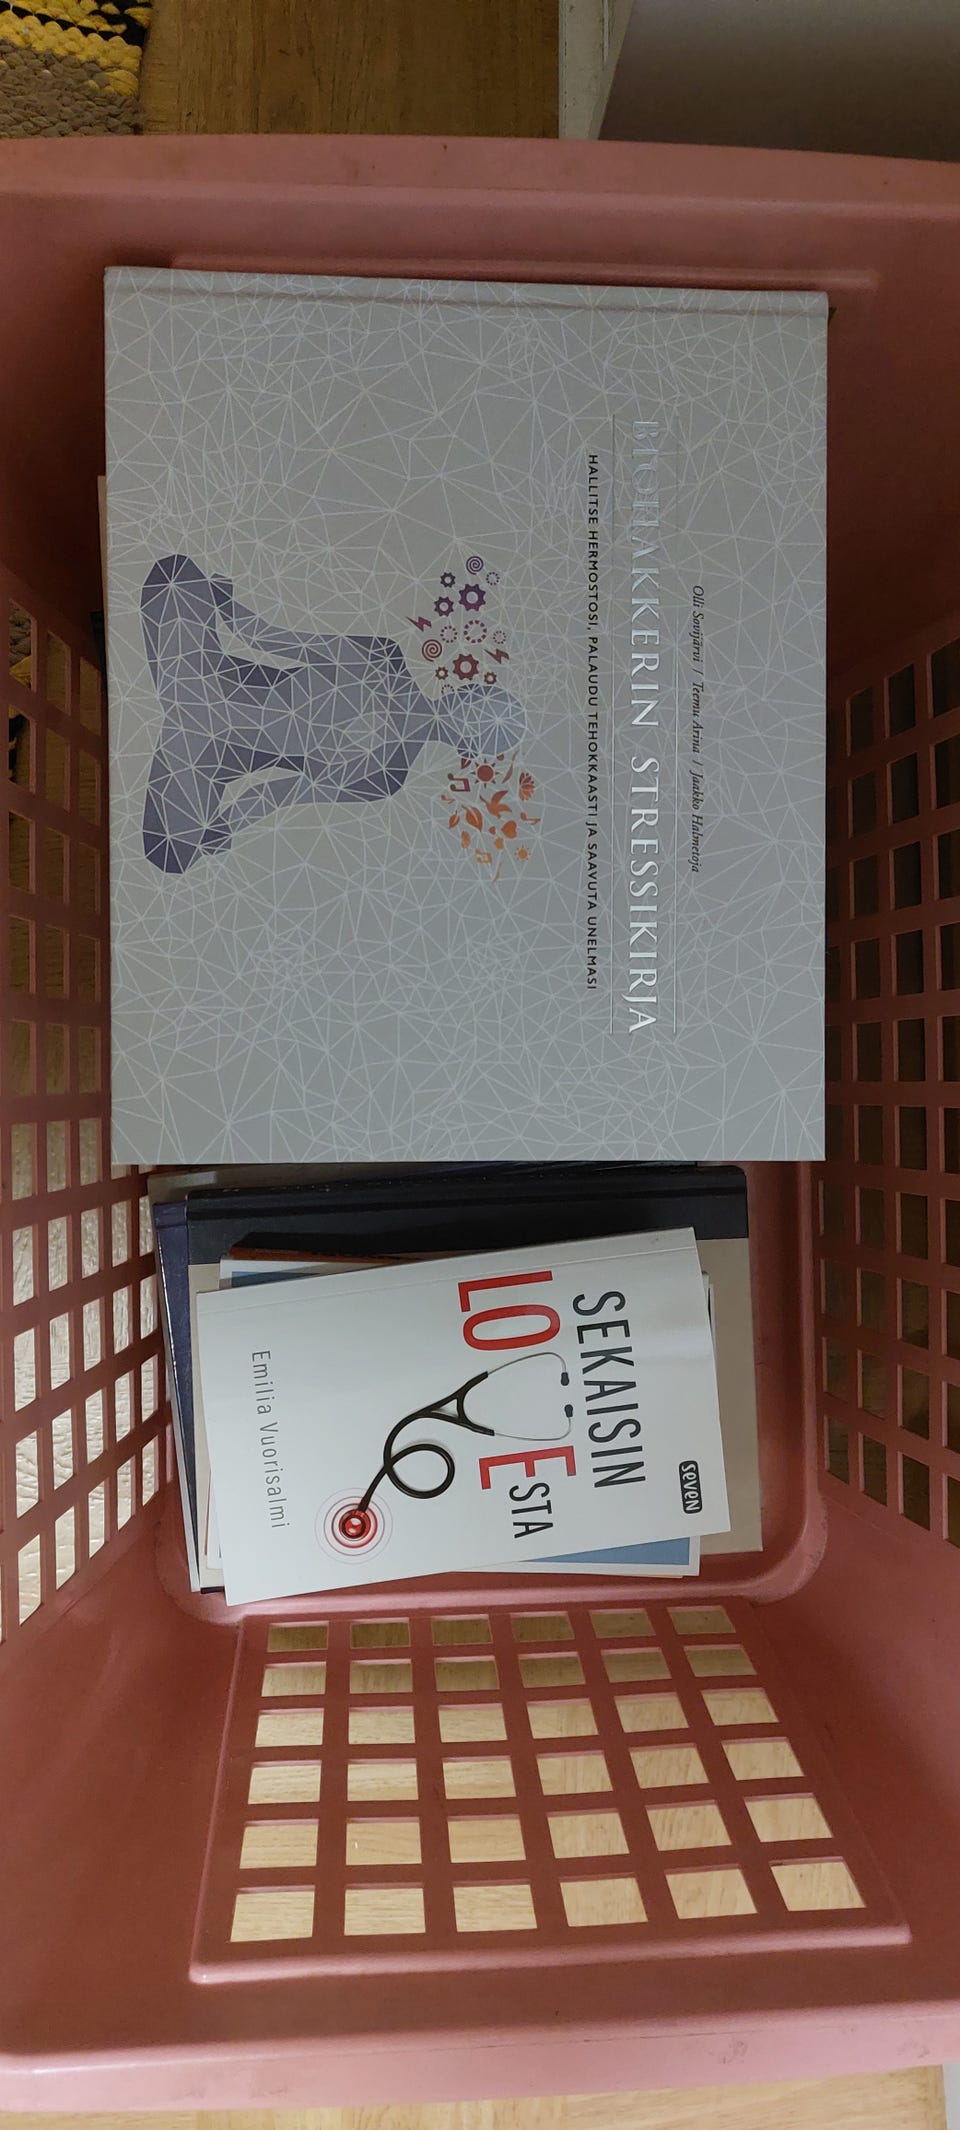 Olli Sovijärvi / Teemu Arina / Jaakko Halmetoja
BIOHAKKERIN STRESSIKIRJA
HALLITSE HERMOSTOSI, PALAUDU TEHOKKAASTI JA SAAVUTA UNELMASI
seven
SEKAISIN
LOVESTA
Emilia Vuorisalmi